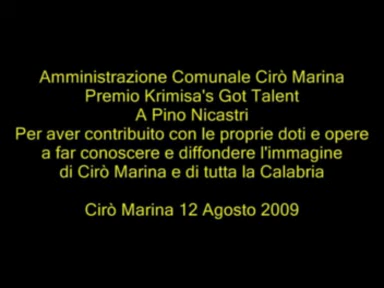 Amministrazione Comunale Cirò Marina
Premio Krimisa's Got Talent
A Pino Nicastri
Per aver contribuito con le proprie doti e opere
a far conoscere e diffondere l'immagine
di Cirò Marina e di tutta la Calabria
Cirò Marina 12 Agosto 2009